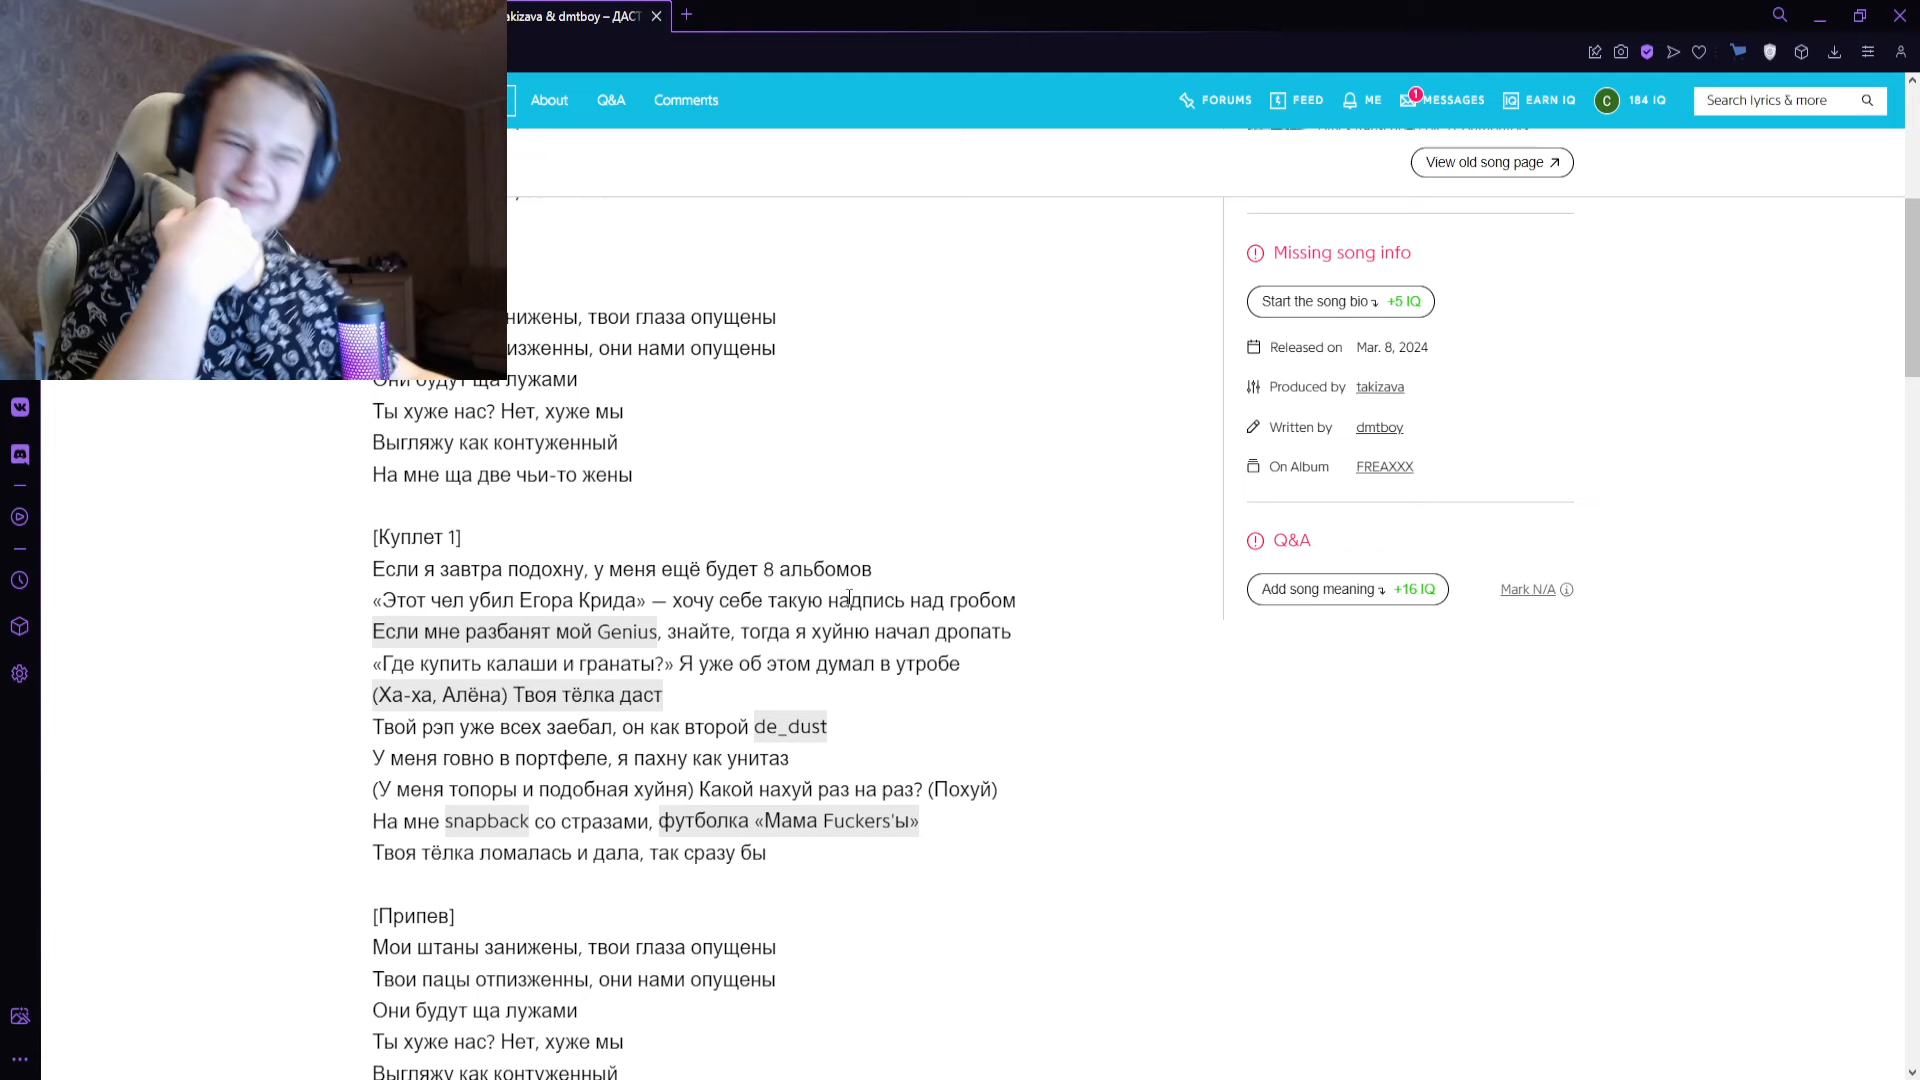 akizava & dmtboy – ДАСТ
About Q&A Comments
FORUMS FEED ME 1 MESSAGES EARN IQ C 184 IQ
Search lyrics & more
View old song page
Missing song info
Start the song bio +5 IQ
Released on Mar. 8, 2024
Produced by takizava
Written by dmtboy
On Album FREAXXX
Q&A
Add song meaning +16 IQ Mark N/A
нижены, твои глаза опущены
изженны, они нами опущены
Они будут ща лужами
Ты хуже нас? Нет, хуже мы
Выгляжу как контуженный
На мне ща две чьи-то жены
[Куплет 1]
Если я завтра подохну, у меня ещё будет 8 альбомов
«Этот чел убил Егора Крида» — хочу себе такую надпись над гробом
Если мне разбанят мой Genius, знайте, тогда я хуйню начал дропать
«Где купить калаши и гранаты?» Я уже об этом думал в утробе
(Ха-ха, Алёна) Твоя тёлка даст
Твой рэп уже всех заебал, он как второй de_dust
У меня говно в портфеле, я пахну как унитаз
(У меня топоры и подобная хуйня) Какой нахуй раз на раз? (Похуй)
На мне snapback со стразами, футболка «Мама Fuckers'ы»
Твоя тёлка ломалась и дала, так сразу бы
[Припев]
Мои штаны занижены, твои глаза опущены
Твои пацы отпизженны, они нами опущены
Они будут ща лужами
Ты хуже нас? Нет, хуже мы
Выгляжу как контуженный